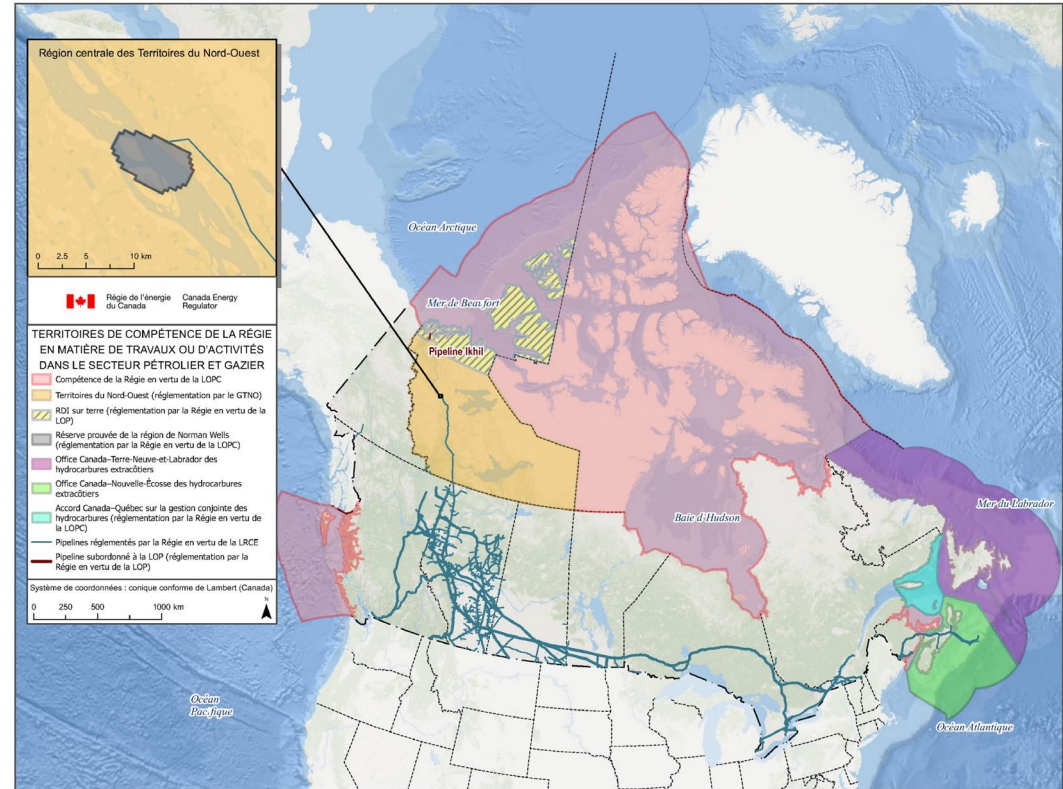 Région centrale des Territoires du Nord-Ouest
0 2.5 5 10 km
Régie de l'énergie
du Canada
Canada Energy
Regulator
TERRITOIRES DE COMPÉTENCE DE LA RÉGIE
EN MATIÈRE DE TRAVAUX OU D'ACTIVITÉS
DANS LE SECTEUR PÉTROLIER ET GAZIER
Compétence de la Régie en vertu de la LOPC
Territoires du Nord-Ouest (réglementation par le GTNO)
RDI sur terre (réglementation par la Régie en vertu de la
LOP)
Réserve prouvée de la région de Norman Wells
(réglementation par la Régie en vertu de la LOPC)
Office Canada–Terre-Neuve-et-Labrador des
hydrocarbures extracôtiers
Office Canada–Nouvelle-Écosse des hydrocarbures
extracôtiers
Accord Canada–Québec sur la gestion conjointe des
hydrocarbures (réglementation par la Régie en vertu de
la LOPC)
Pipelines réglementés par la Régie en vertu de la LRCE
Pipeline subordonné à la LOP (réglementation par la
Régie en vertu de la LOP)
Système de coordonnées : conique conforme de Lambert (Canada)
N
0 250 500 1000 km
Océan Arctique
Mer de Beaufort
Pipeline Ikhil
Baie d'Hudson
Mer du Labrador
Océan
Pacifique
Océan Atlantique